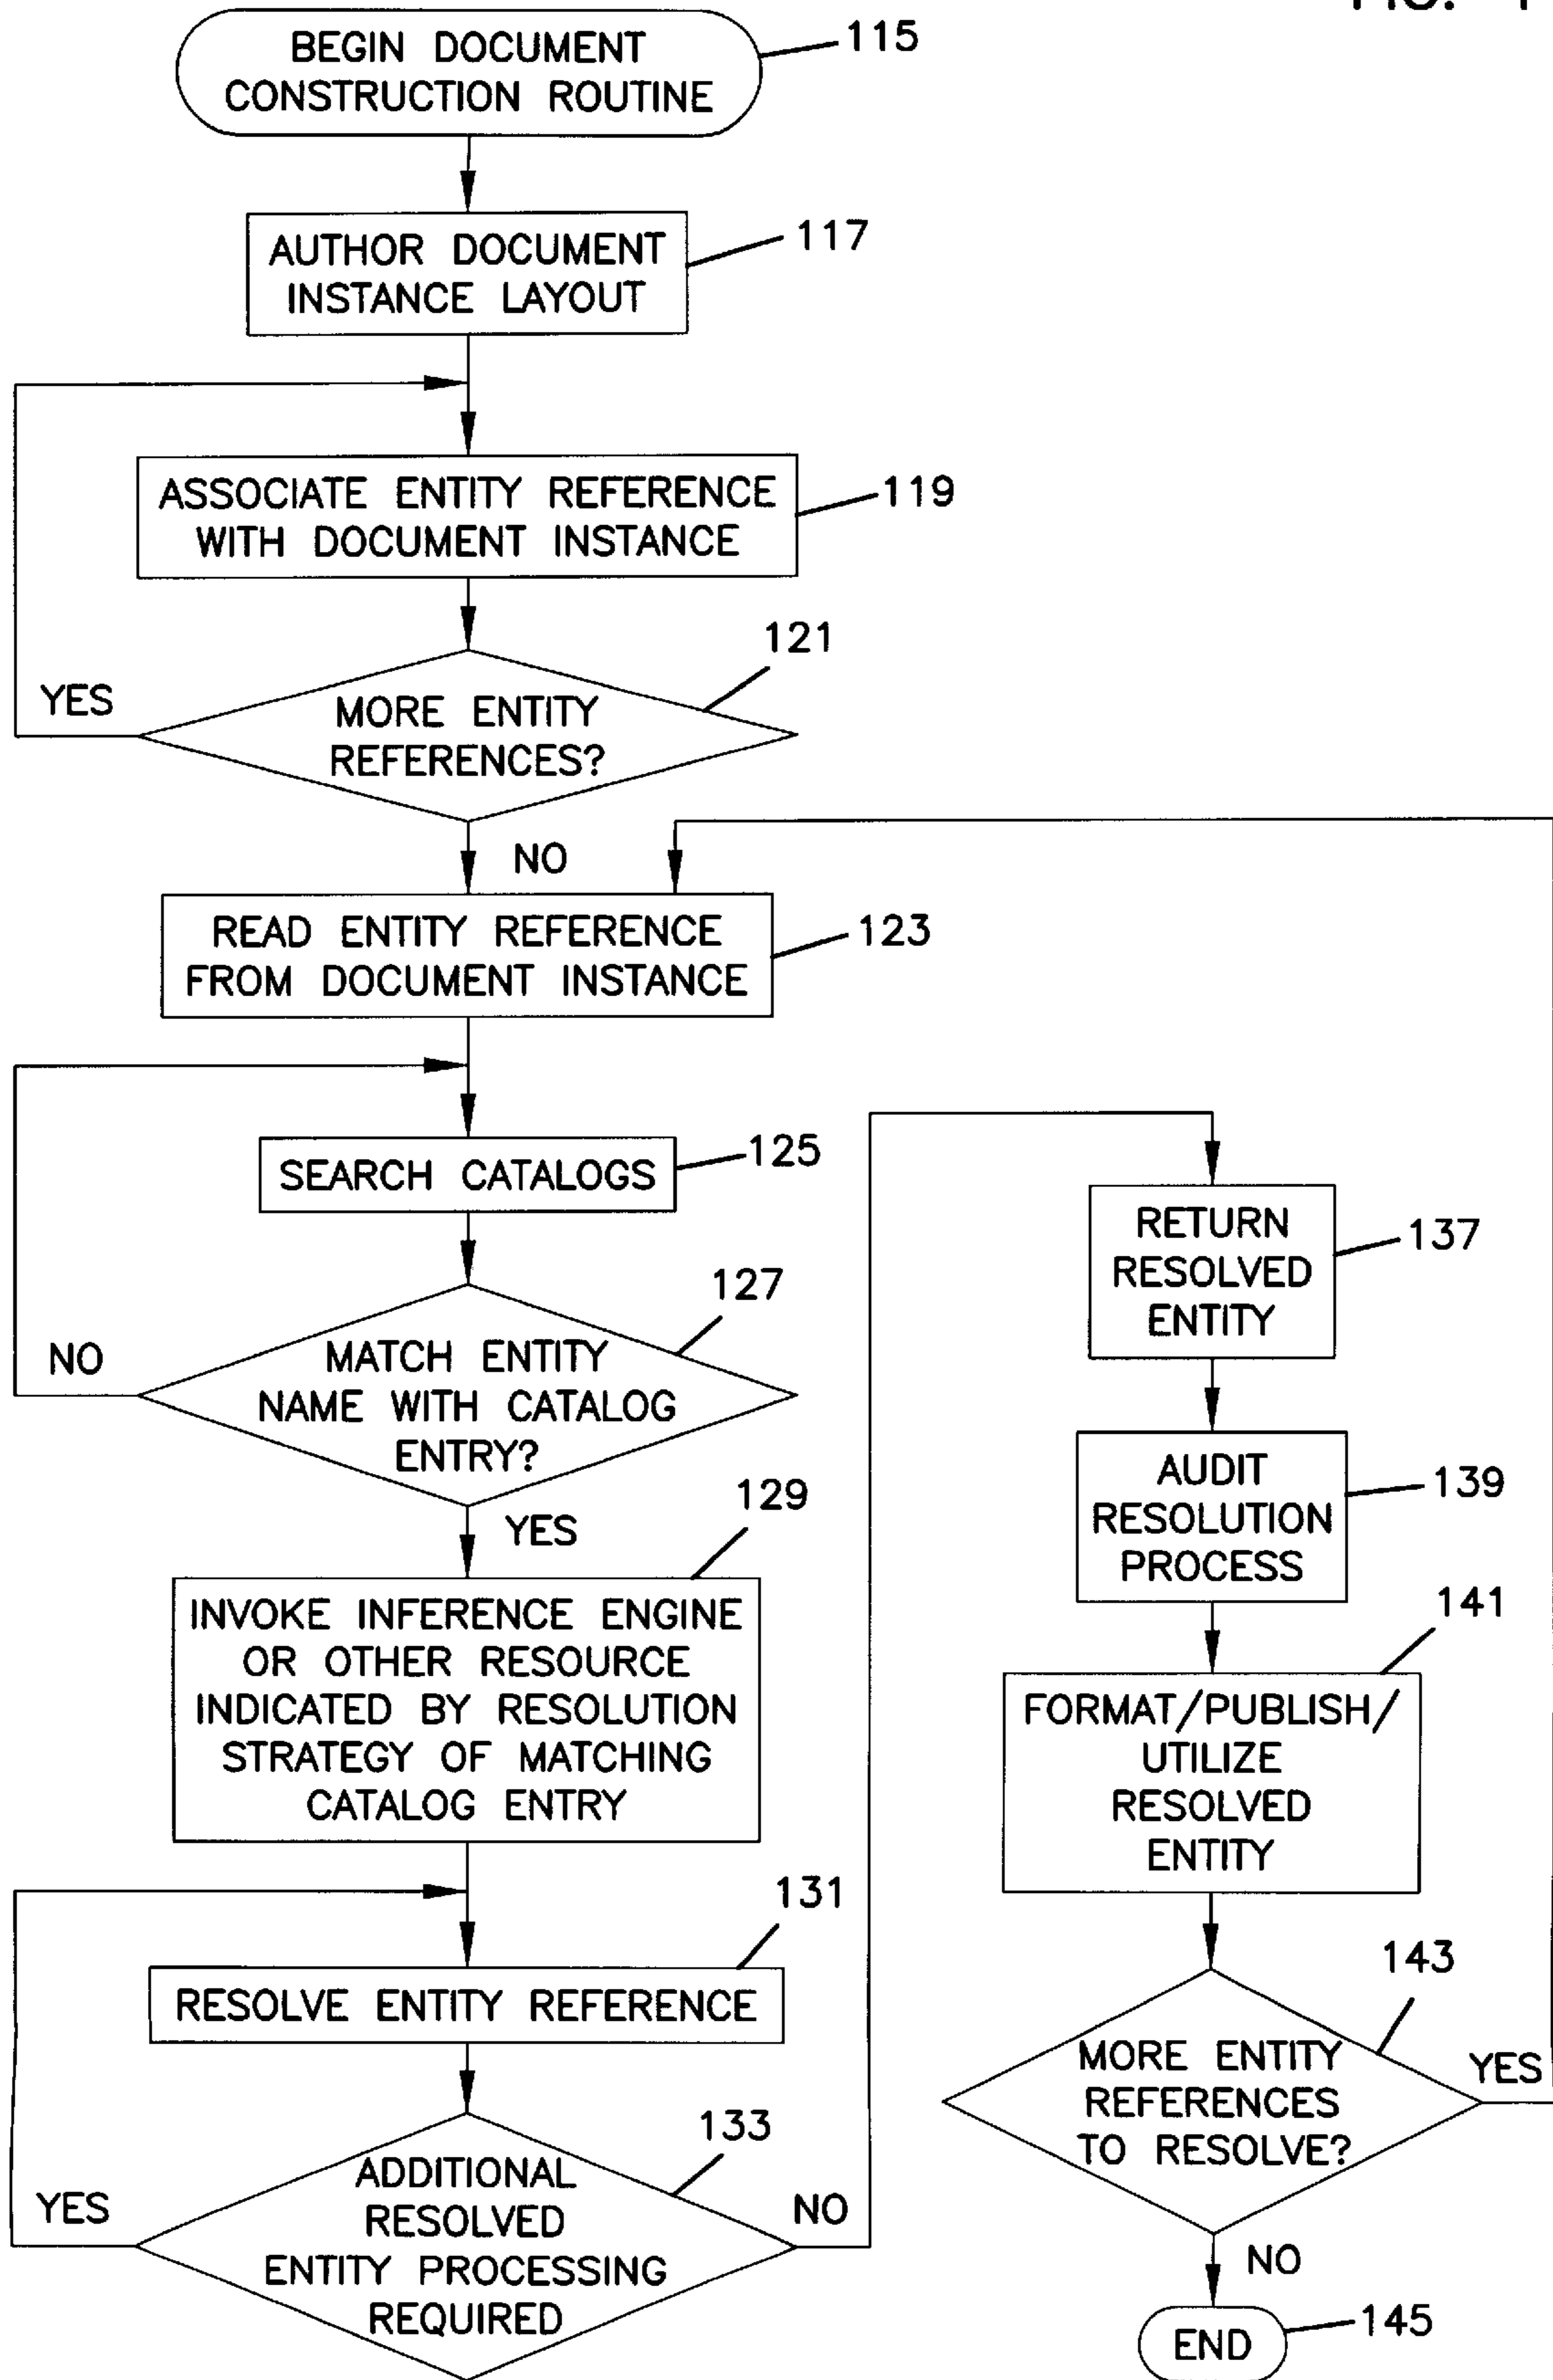 BEGIN DOCUMENT
CONSTRUCTION ROUTINE
115
AUTHOR DOCUMENT
INSTANCE LAYOUT
117
ASSOCIATE ENTITY REFERENCE
WITH DOCUMENT INSTANCE
119
121
YES
MORE ENTITY
REFERENCES?
NO
READ ENTITY REFERENCE
FROM DOCUMENT INSTANCE
123
SEARCH CATALOGS
125
127
NO
MATCH ENTITY
NAME WITH CATALOG
ENTRY?
YES
129
INVOKE INFERENCE ENGINE
OR OTHER RESOURCE
INDICATED BY RESOLUTION
STRATEGY OF MATCHING
CATALOG ENTRY
131
RESOLVE ENTITY REFERENCE
133
YES
ADDITIONAL
RESOLVED
ENTITY PROCESSING
REQUIRED
NO
RETURN
RESOLVED
ENTITY
137
AUDIT
RESOLUTION
PROCESS
139
141
FORMAT/PUBLISH/
UTILIZE
RESOLVED
ENTITY
143
MORE ENTITY
REFERENCES
TO RESOLVE?
YES
NO
END
145